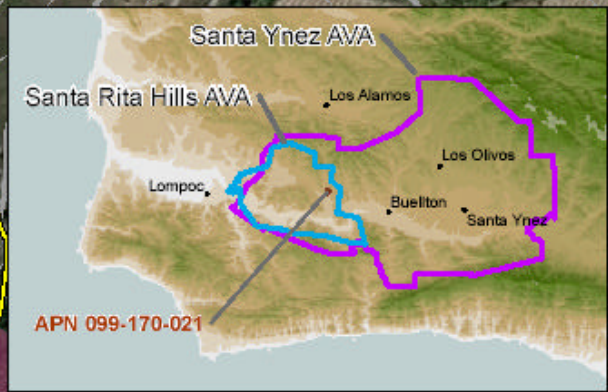 Santa Ynez AVA
Santa Rita Hills AVA
Los Alamos
Los Olivos
Lompoc
Buellton
Santa Ynez
APN 099-170-021